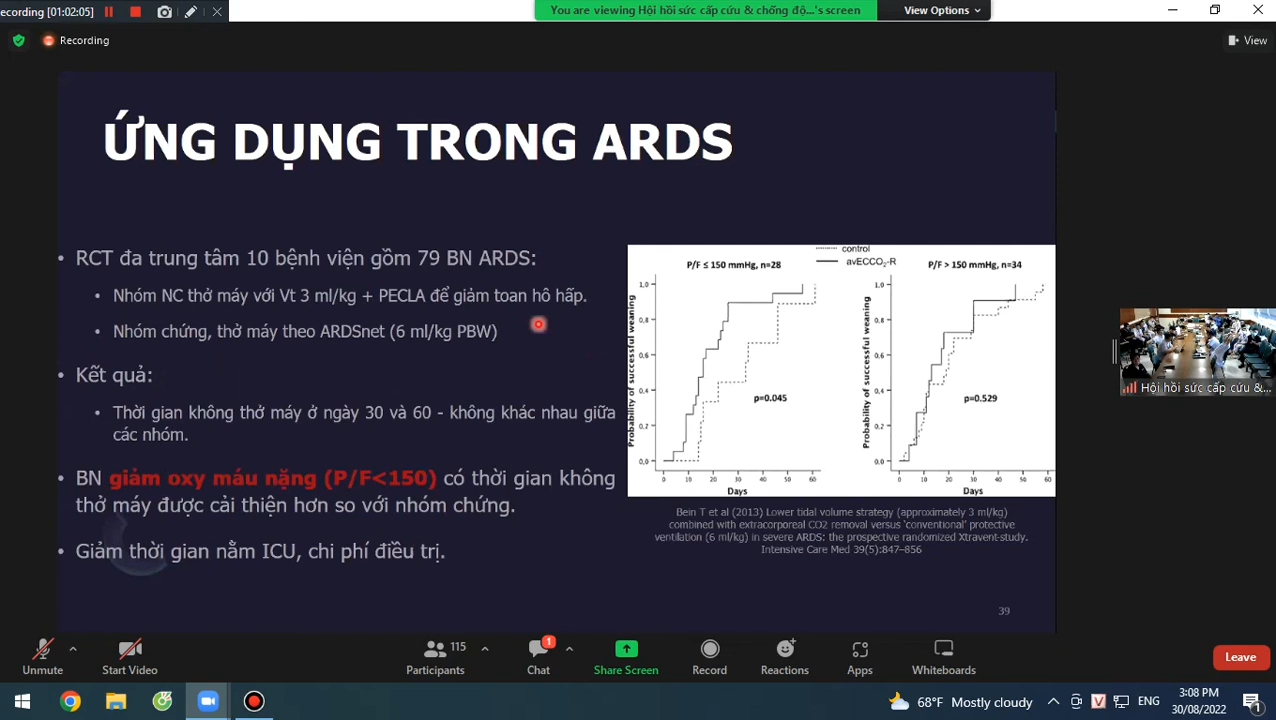 ecording [01:02:05]
You are viewing Hội hồi sức cấp cứu & chống độ...'s screen
View Options
Recording
View
ỨNG DỤNG TRONG ARDS
• RCT đa trung tâm 10 bệnh viện gồm 79 BN ARDS:
• Nhóm NC thở máy với Vt 3 ml/kg + PECLA để giảm toan hô hấp.
• Nhóm chứng, thở máy theo ARDSnet (6 ml/kg PBW)
• Kết quả:
• Thời gian không thở máy ở ngày 30 và 60 - không khác nhau giữa
các nhóm.
• BN giảm oxy máu nặng (P/F<150) có thời gian không
thở máy được cải thiện hơn so với nhóm chứng.
• Giảm thời gian nằm ICU, chi phí điều trị.
control
avECCO₂-R
P/F ≤ 150 mmHg, n=28
Probability of successful weaning
1,0
0,8
0,6
0,4
0,2
0,0
p=0.045
0 10 20 30 40 50 60
Days
P/F > 150 mmHg, n=34
Probability of successful weaning
1,0
0,8
0,6
0,4
0,2
0,0
p=0.529
0 10 20 30 40 50 60
Days
Bein T et al (2013) Lower tidal volume strategy (approximately 3 ml/kg)
combined with extracorporeal CO2 removal versus 'conventional' protective
ventilation (6 ml/kg) in severe ARDS: the prospective randomized Xtravent-study.
Intensive Care Med 39(5):847–856
39
Hội hồi sức cấp cứu &...
Unmute
Start Video
115
Participants
1
Chat
Share Screen
Record
Reactions
Apps
Whiteboards
Leave
68°F Mostly cloudy
V
ENG
3:08 PM
30/08/2022
1